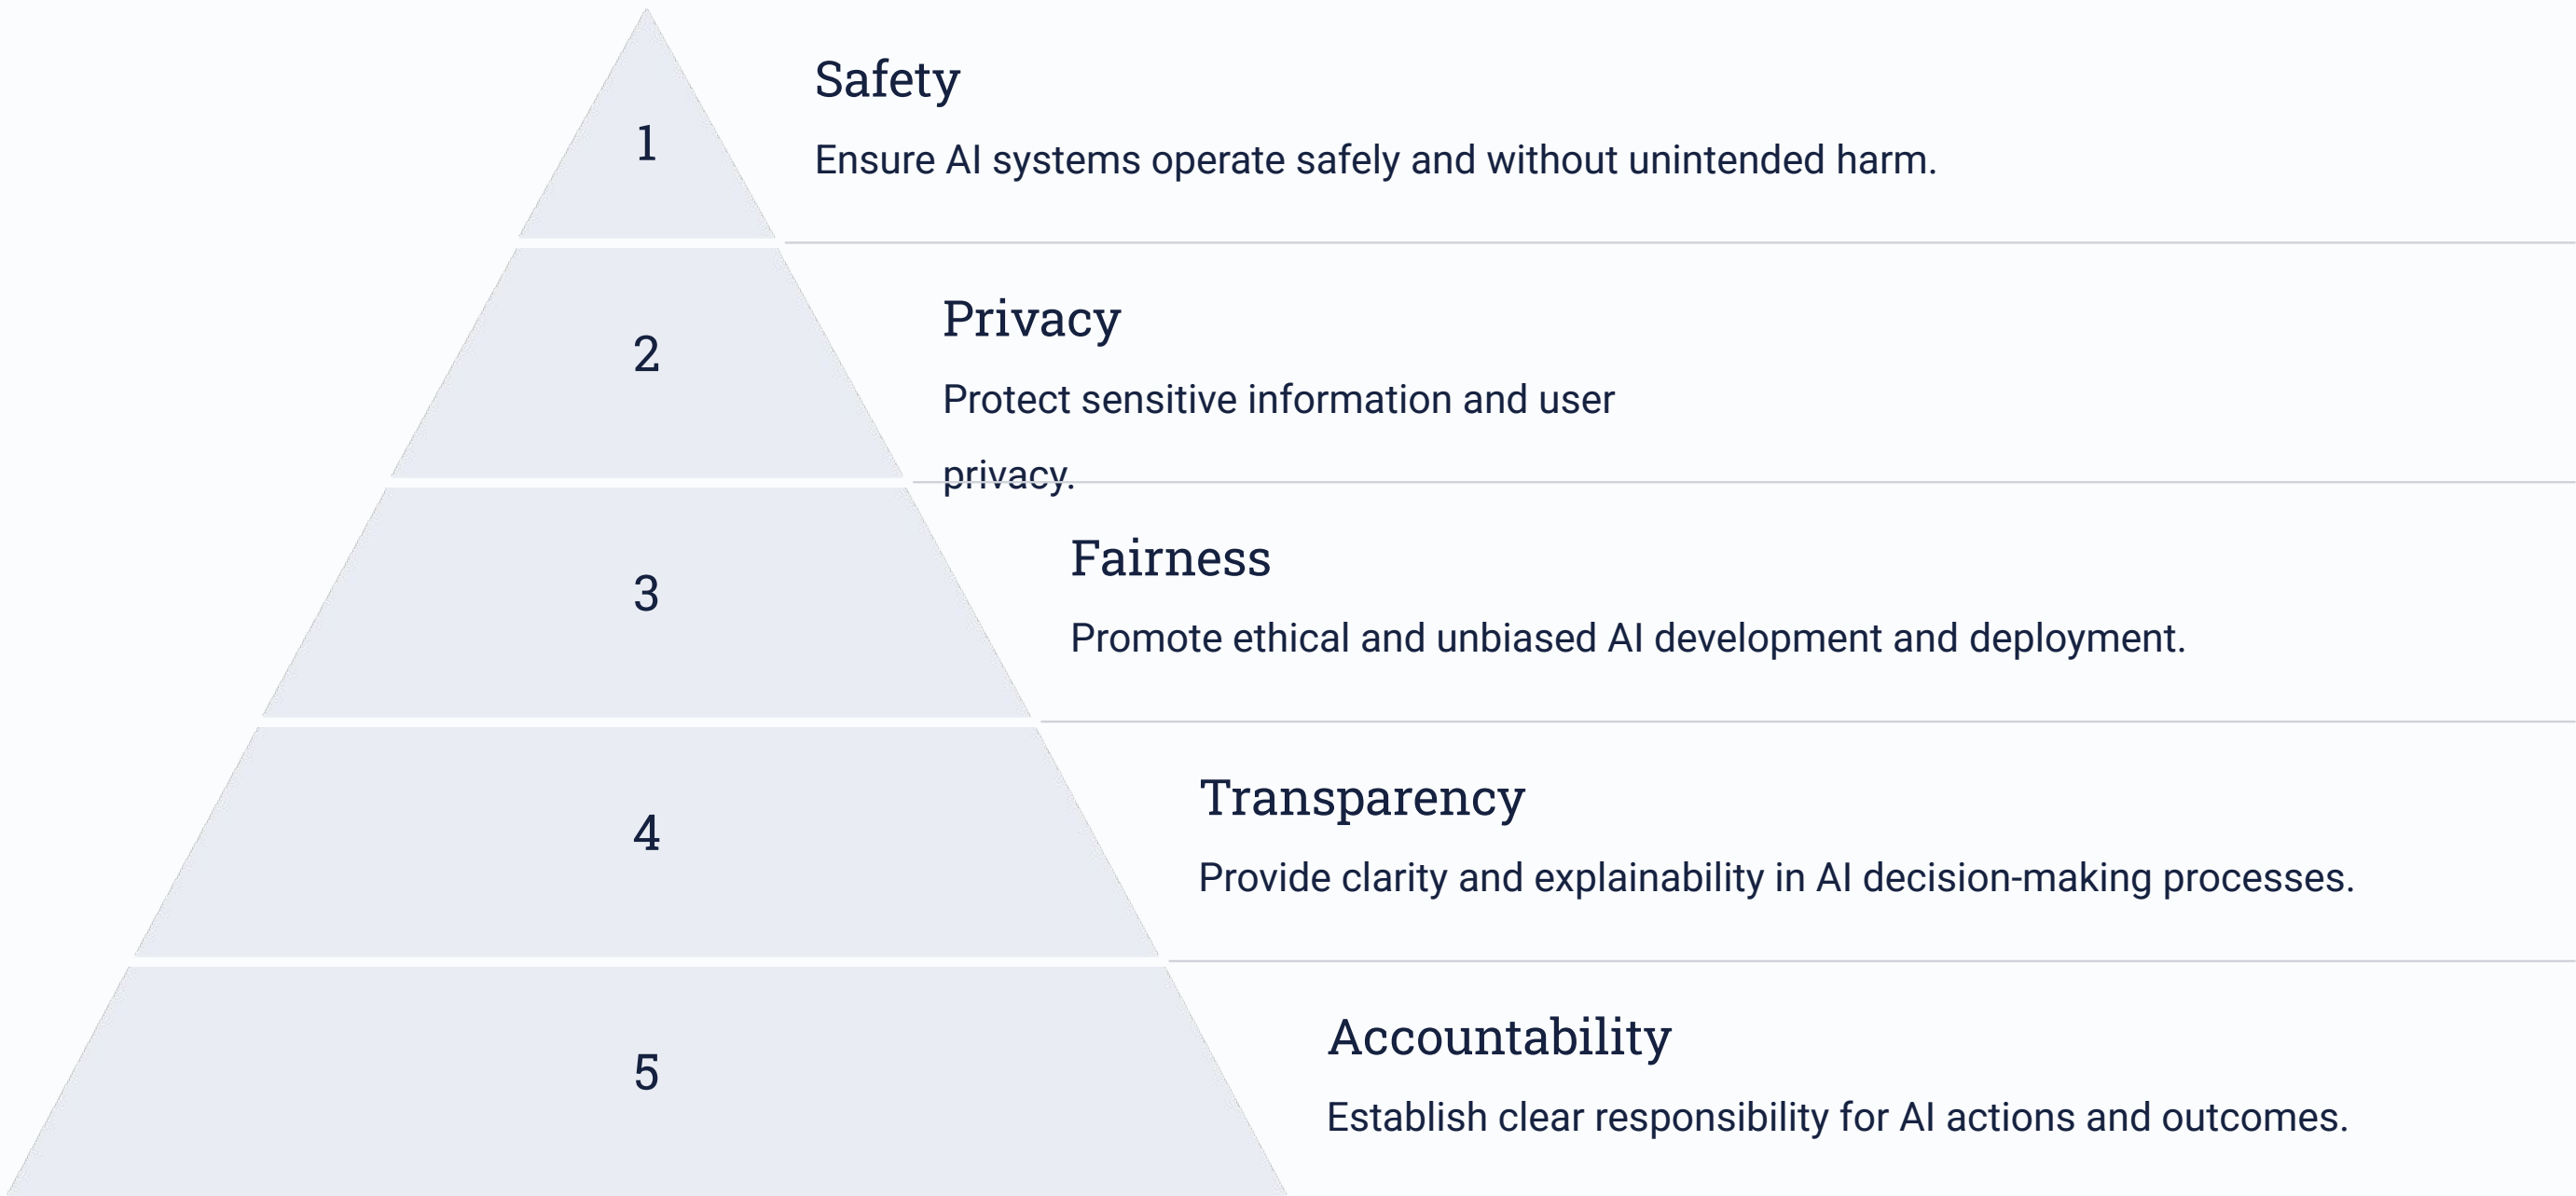 1
Safety
Ensure AI systems operate safely and without unintended harm.
2
Privacy
Protect sensitive information and user
privacy.
3
Fairness
Promote ethical and unbiased AI development and deployment.
4
Transparency
Provide clarity and explainability in AI decision-making processes.
5
Accountability
Establish clear responsibility for AI actions and outcomes.